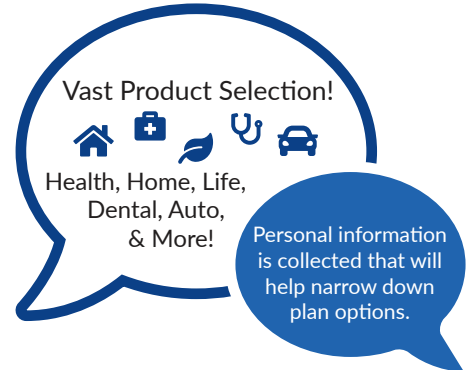 Vast Product Selection!
Health, Home, Life,
Dental, Auto,
& More!
Personal information
is collected that will
help narrow down
plan options.